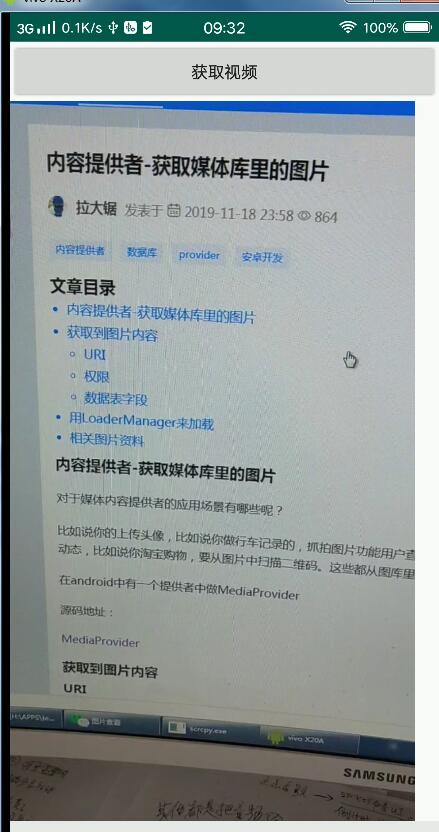 vivo X20A
3G 0.1K/s 09:32 100%
获取视频
内容提供者-获取媒体库里的图片
拉大锯 发表于 2019-11-18 23:58 864
内容提供者 数据库 provider 安卓开发
文章目录
内容提供者-获取媒体库里的图片
获取到图片内容
URI
权限
数据表字段
用LoaderManager来加载
相关图片资料
内容提供者-获取媒体库里的图片
对于媒体内容提供者的应用场景有哪些呢？
比如说你的上传头像，比如说你做行车记录的，抓拍图片功能用户查
动态，比如说你淘宝购物，要从图片中扫描二维码。这些都从图库里
在android中有一个提供者中做MediaProvider
源码地址：
MediaProvider
获取到图片内容
URI
H:\APPS\te... 图片查看 scrcpy.exe vivo X20A
SAMSUNG